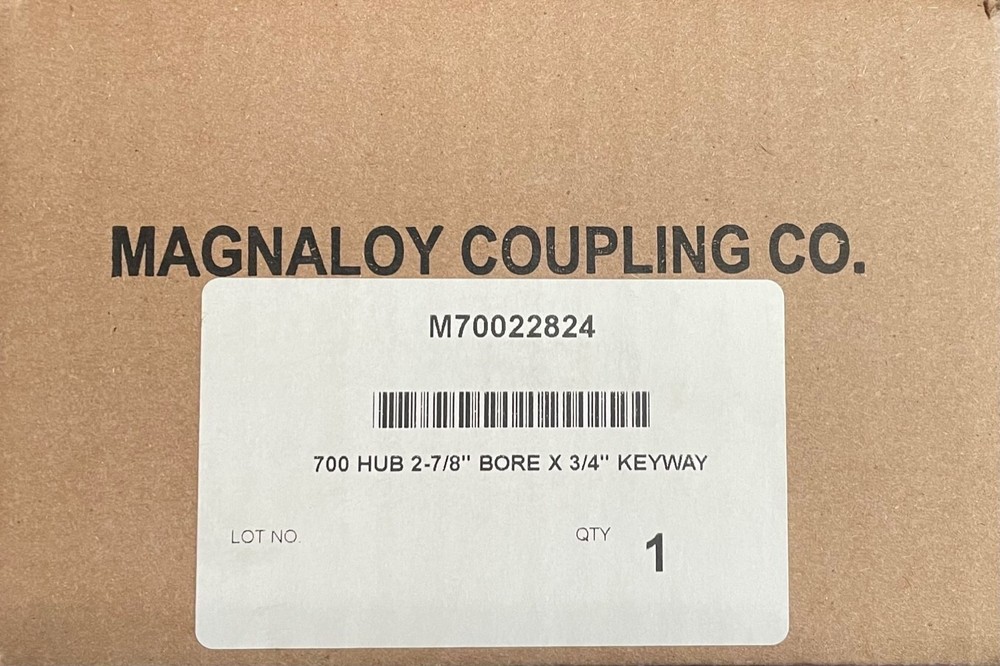 MAGNALOY COUPLING CO.
M70022824
700 HUB 2-7/8" BORE X 3/4" KEYWAY
LOT NO.
QTY 1